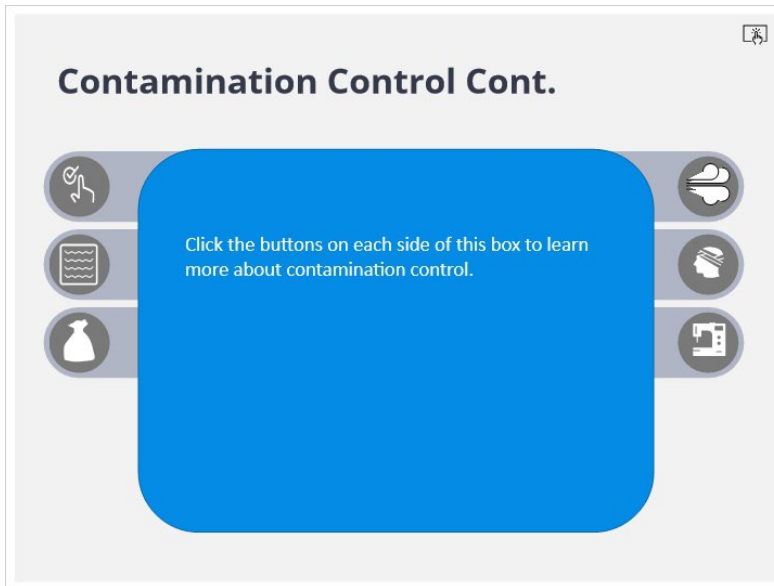 Contamination Control Cont.
Click the buttons on each side of this box to learn
more about contamination control.